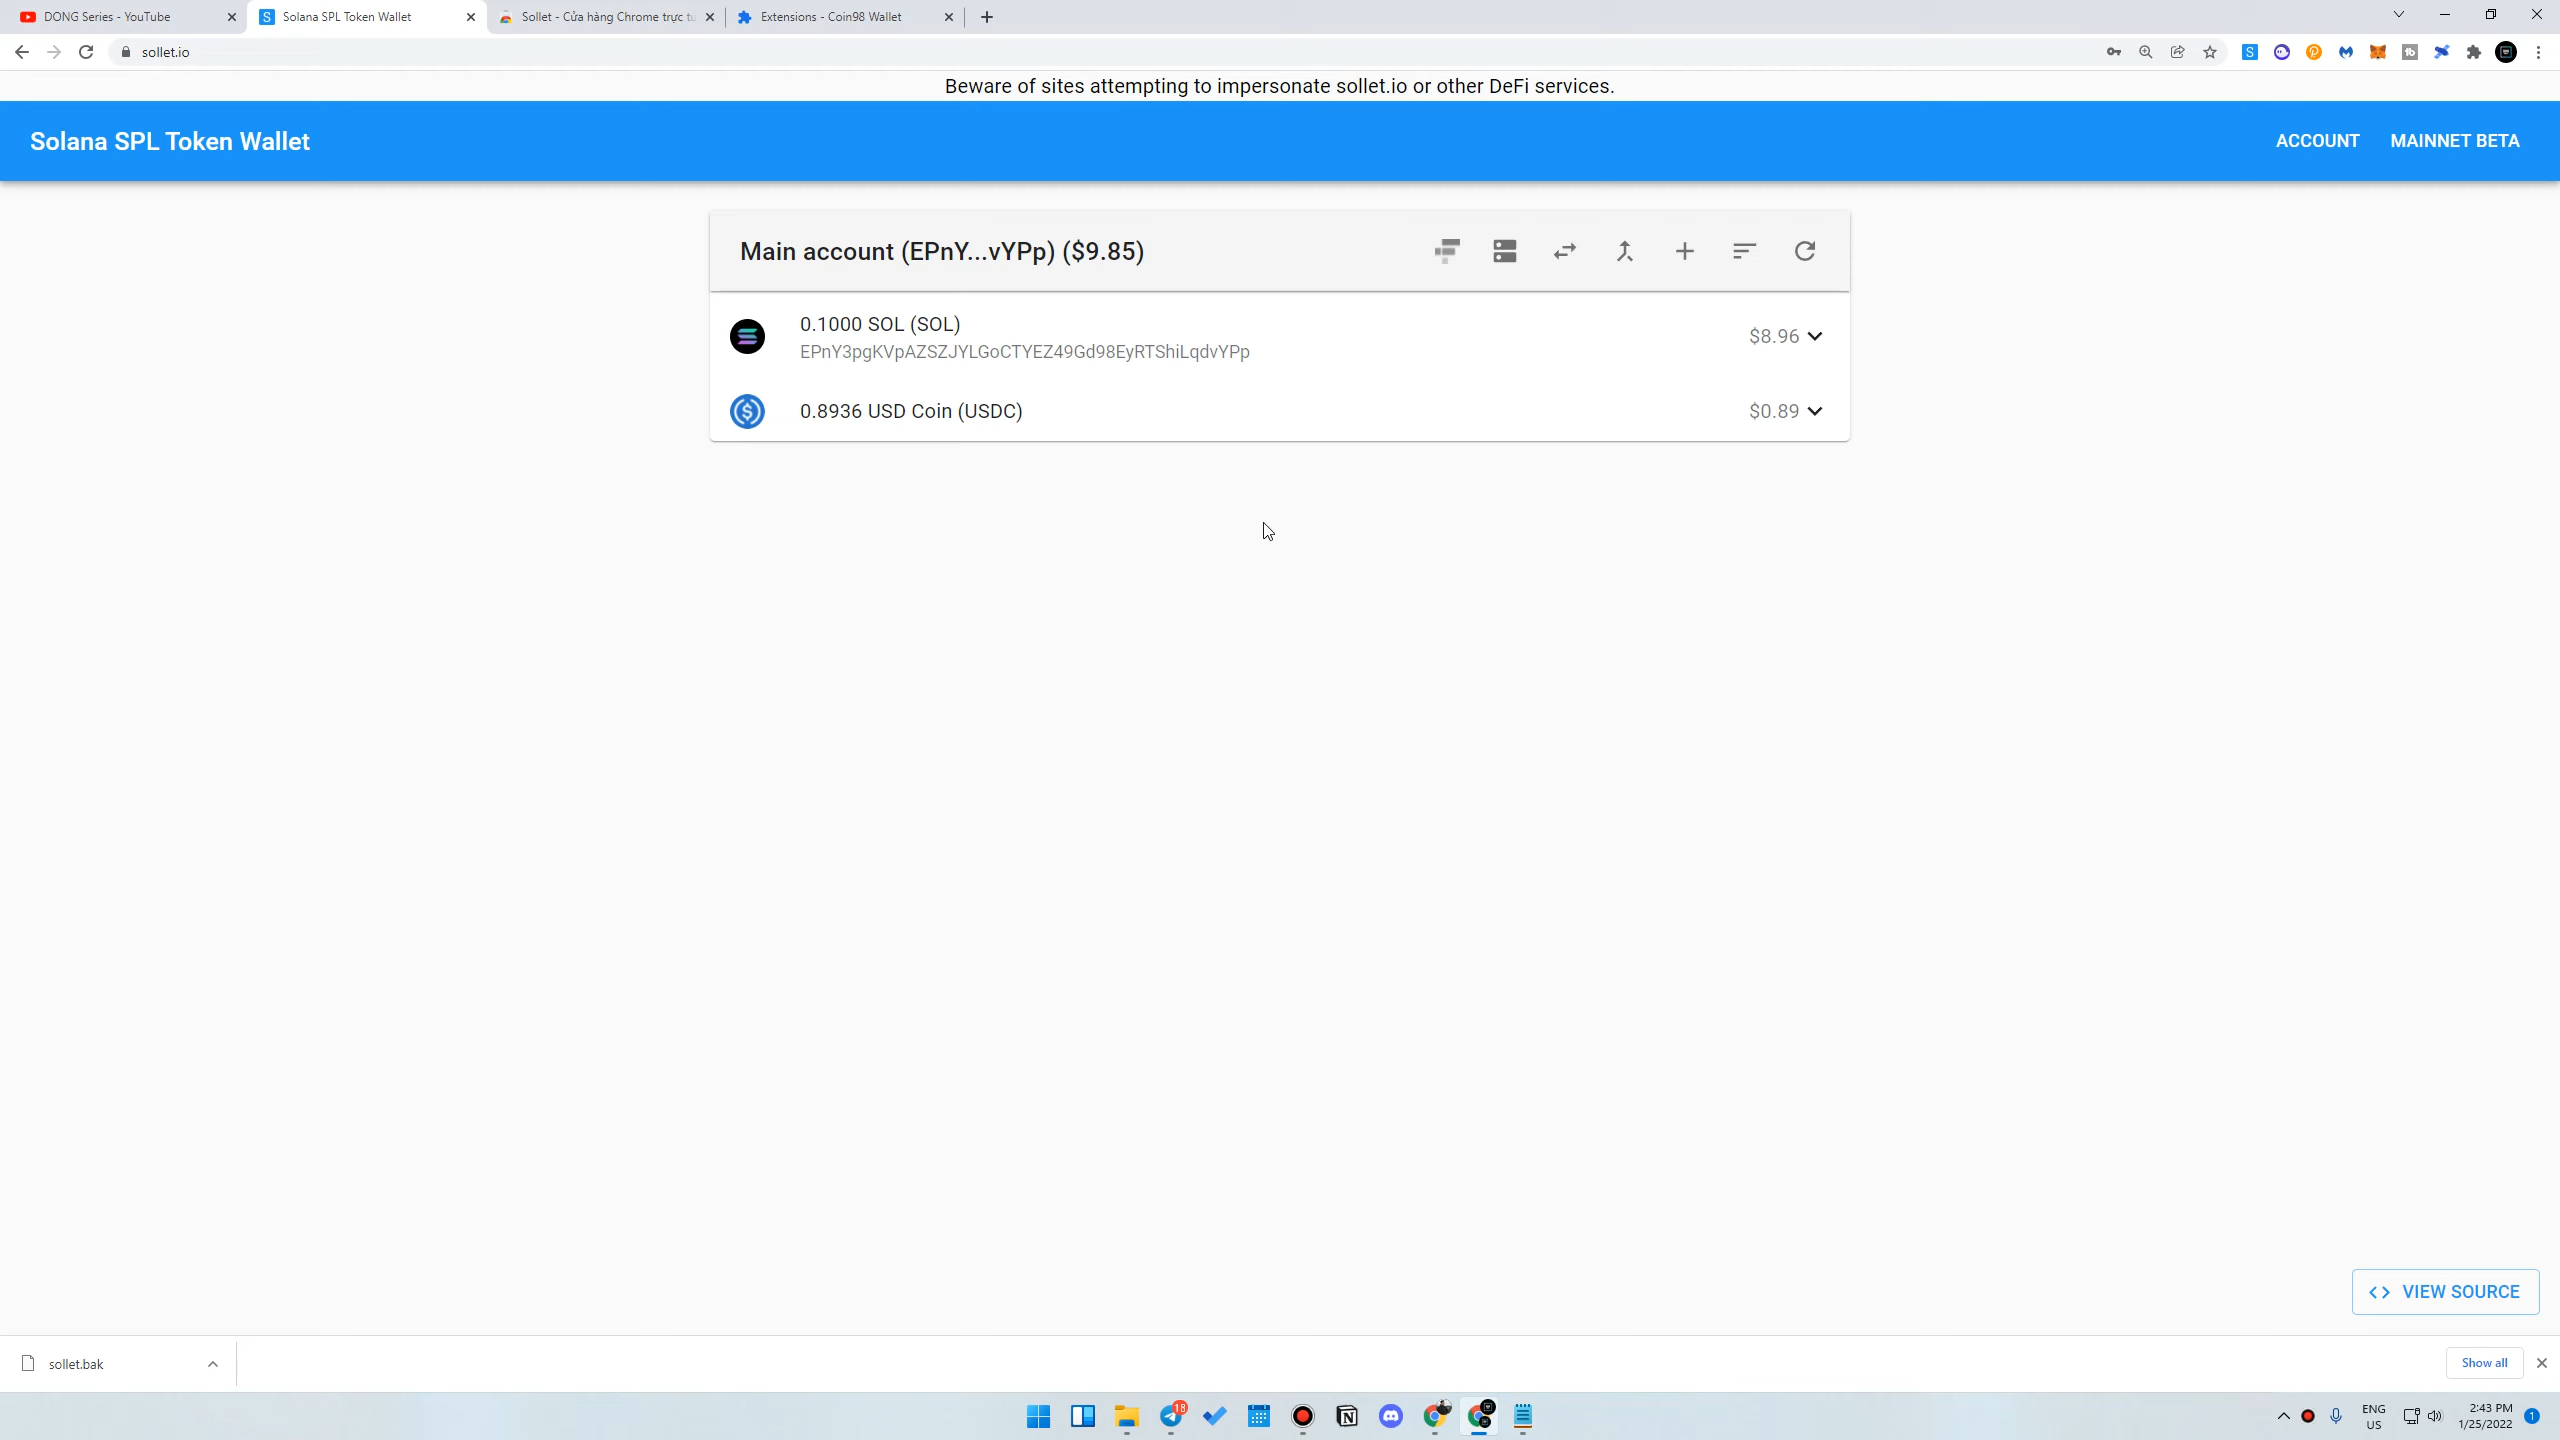 DONG Series - YouTube
Solana SPL Token Wallet
Sollet - Cửa hàng Chrome trực tu
Extensions - Coin98 Wallet
sollet.io
Beware of sites attempting to impersonate sollet.io or other DeFi services.
Solana SPL Token Wallet
ACCOUNT
MAINNET BETA
Main account (EPnY...vYPp) ($9.85)
0.1000 SOL (SOL)
EPnY3pgKVpAZSZJYLGoCTYEZ49Gd98EyRTShiLqdvYPp
$8.96
0.8936 USD Coin (USDC)
$0.89
VIEW SOURCE
sollet.bak
Show all
18
ENG
US
2:43 PM
1/25/2022
1